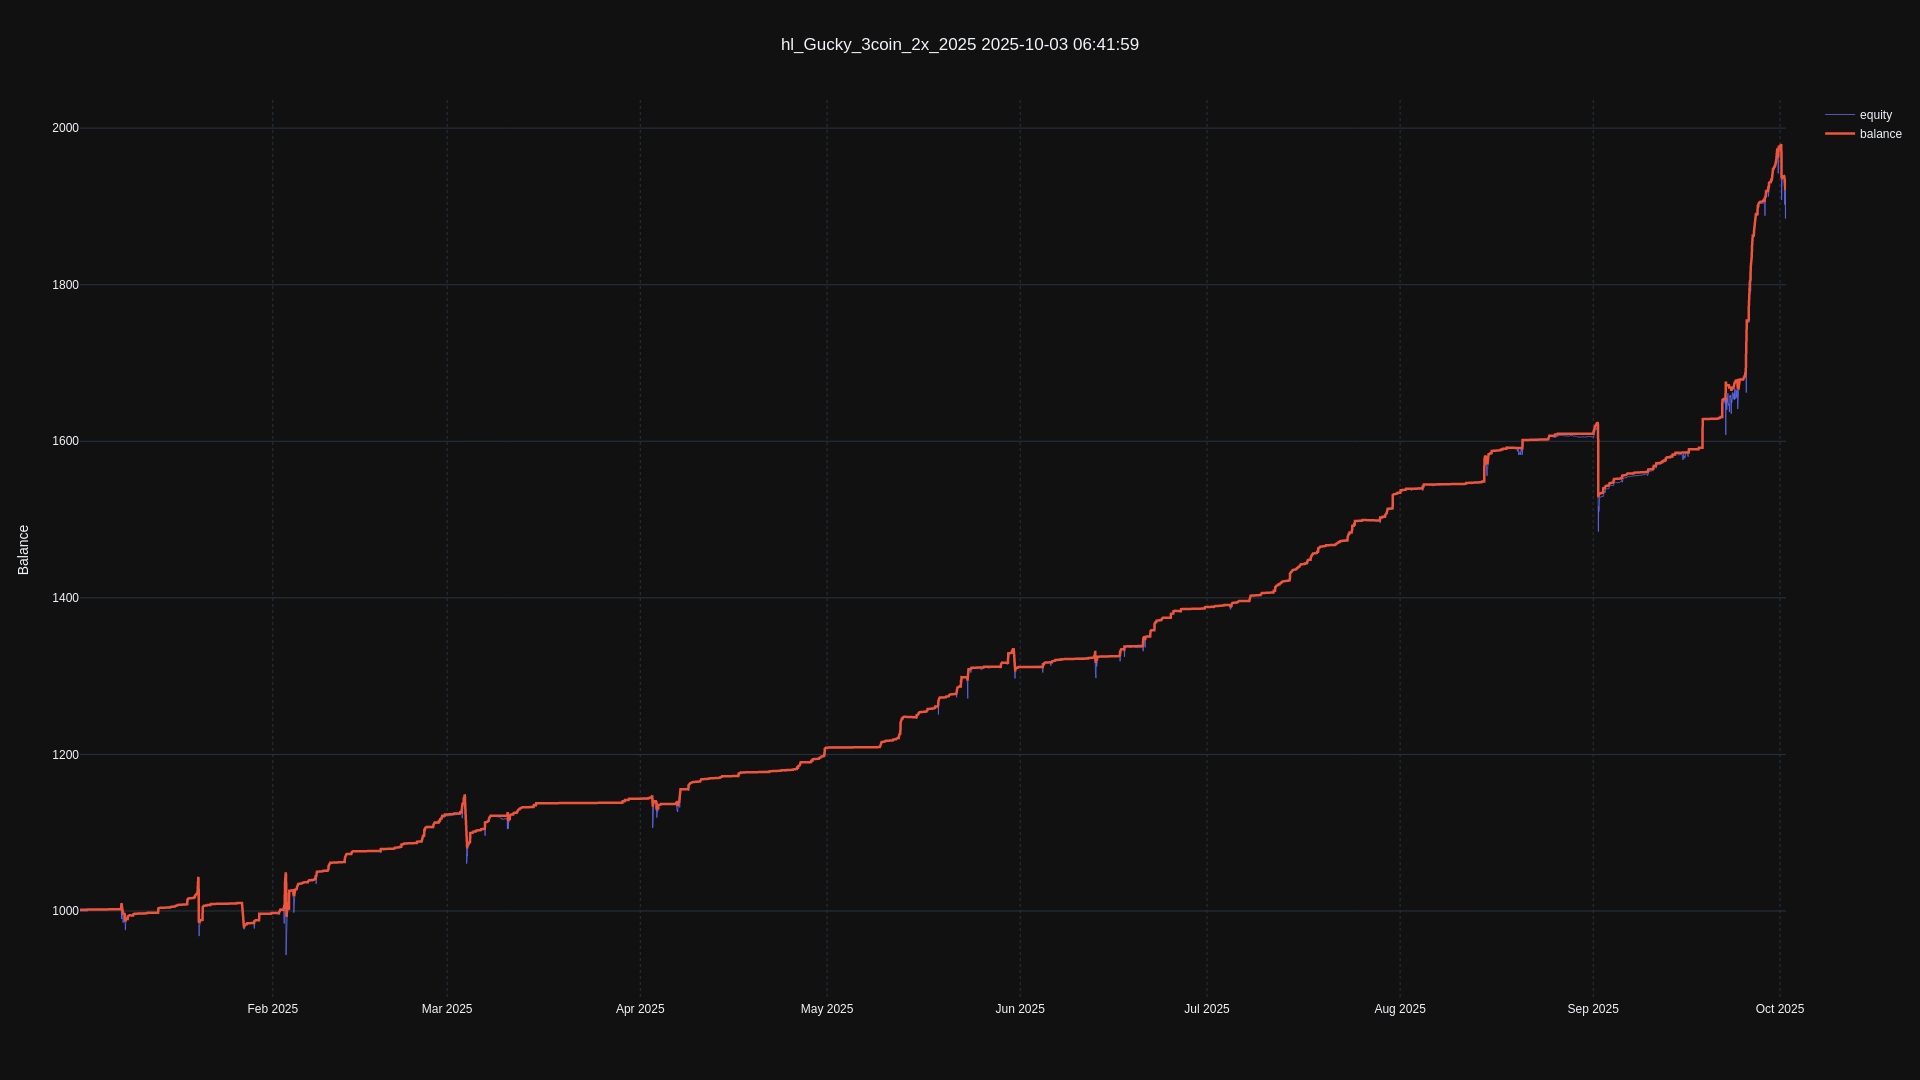 hl_Gucky_3coin_2x_2025 2025-10-03 06:41:59
equity
balance
2000
1800
1600
1400
1200
1000
Balance
Feb 2025
Mar 2025
Apr 2025
May 2025
Jun 2025
Jul 2025
Aug 2025
Sep 2025
Oct 2025